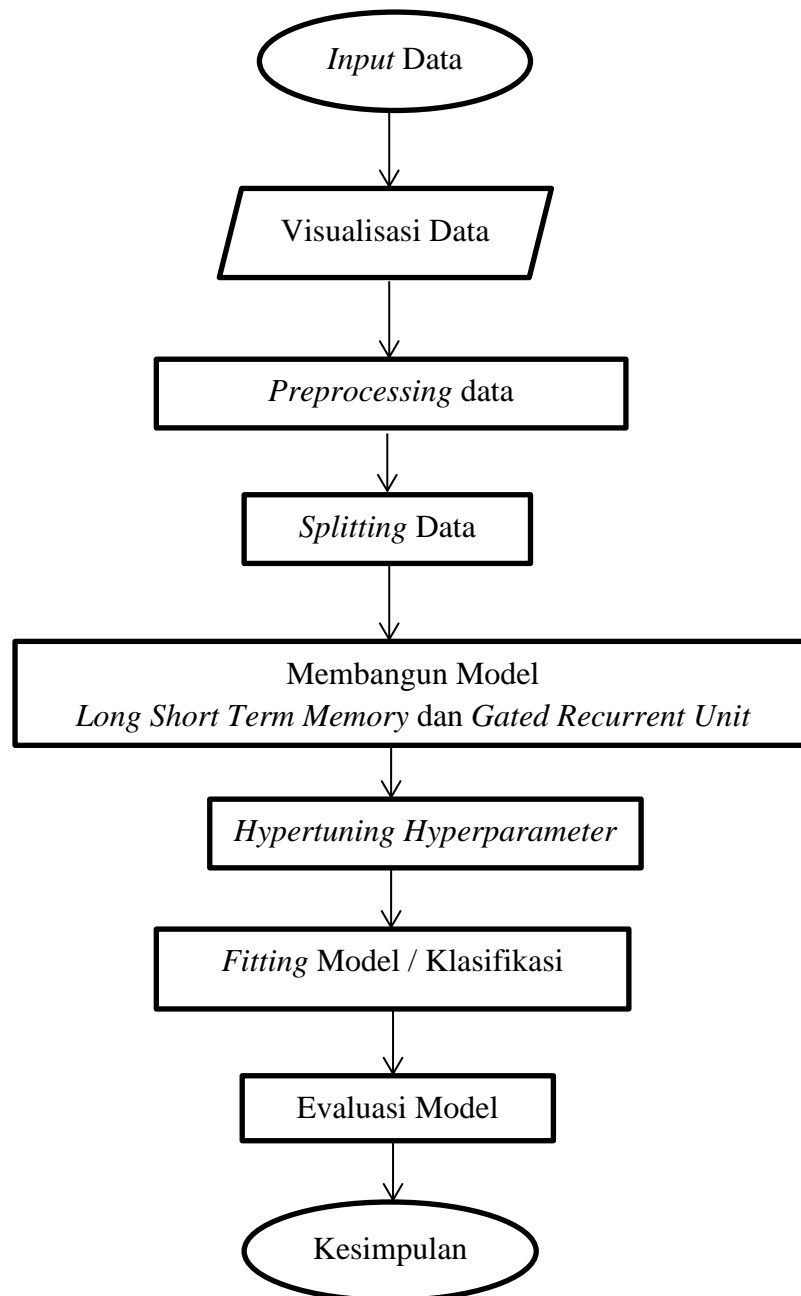 Input Data
Visualisasi Data
Preprocessing data
Splitting Data
Membangun Model
Long Short Term Memory dan Gated Recurrent Unit
Hypertuning Hyperparameter
Fitting Model / Klasifikasi
Evaluasi Model
Kesimpulan